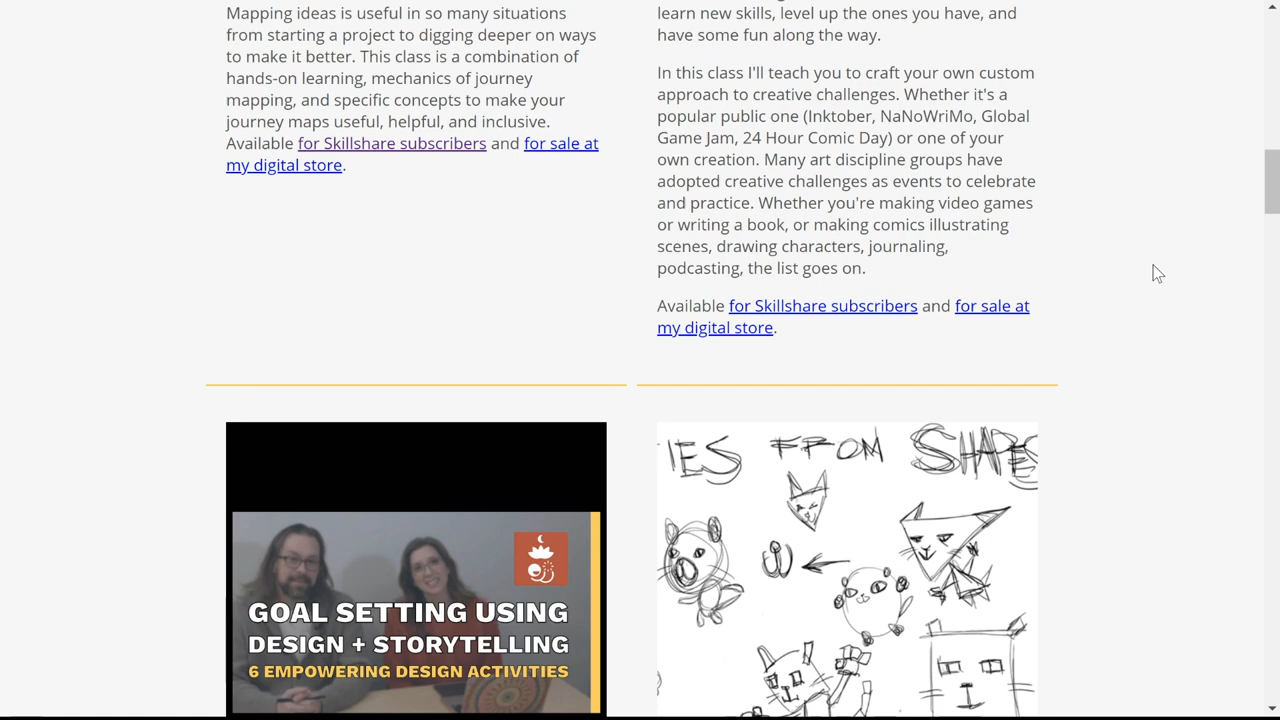 Mapping ideas is useful in so many situations
from starting a project to digging deeper on ways
to make it better. This class is a combination of
hands-on learning, mechanics of journey
mapping, and specific concepts to make your
journey maps useful, helpful, and inclusive.
Available for Skillshare subscribers and for sale at
my digital store.
learn new skills, level up the ones you have, and
have some fun along the way.
In this class I'll teach you to craft your own custom
approach to creative challenges. Whether it's a
popular public one (Inktober, NaNoWriMo, Global
Game Jam, 24 Hour Comic Day) or one of your
own creation. Many art discipline groups have
adopted creative challenges as events to celebrate
and practice. Whether you're making video games
or writing a book, or making comics illustrating
scenes, drawing characters, journaling,
podcasting, the list goes on.
Available for Skillshare subscribers and for sale at
my digital store.
GOAL SETTING USING
DESIGN + STORYTELLING
6 EMPOWERING DESIGN ACTIVITIES
IES FROM SHAPES